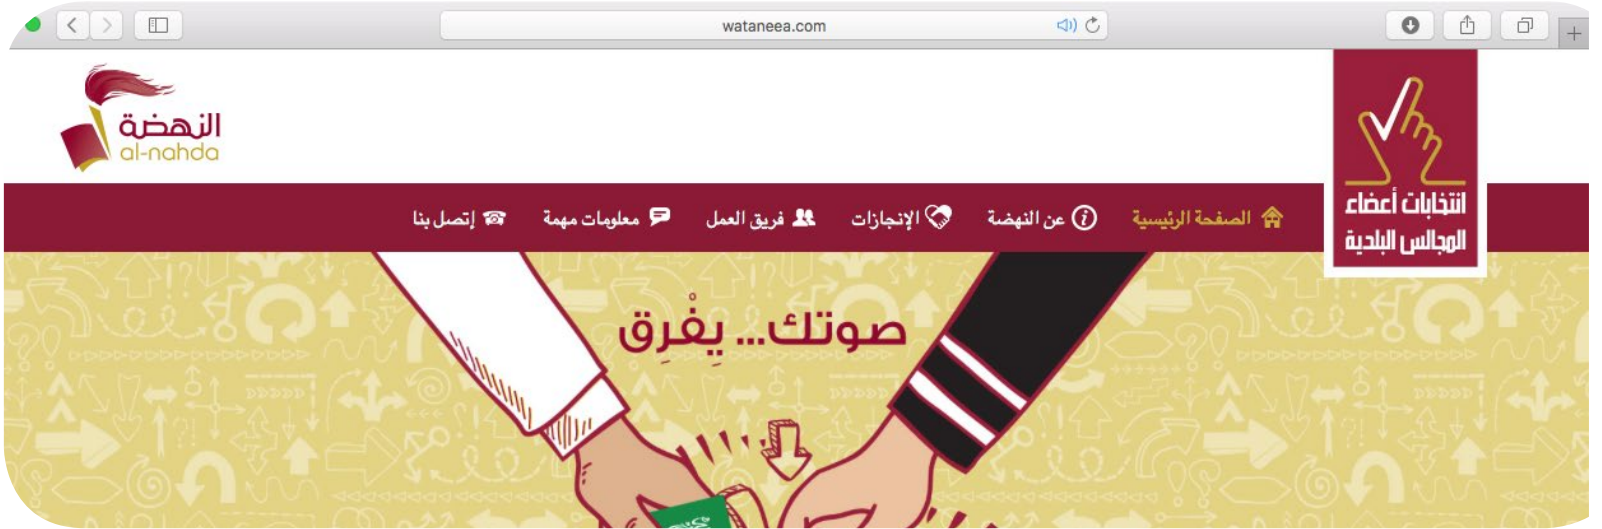 wataneea.com
النهضة
al-nahda
انتخابات أعضاء
المجالس البلدية
الصفحة الرئيسية
عن النهضة
الإنجازات
فريق العمل
معلومات مهمة
إتصل بنا
صوتك... يِفْرِق